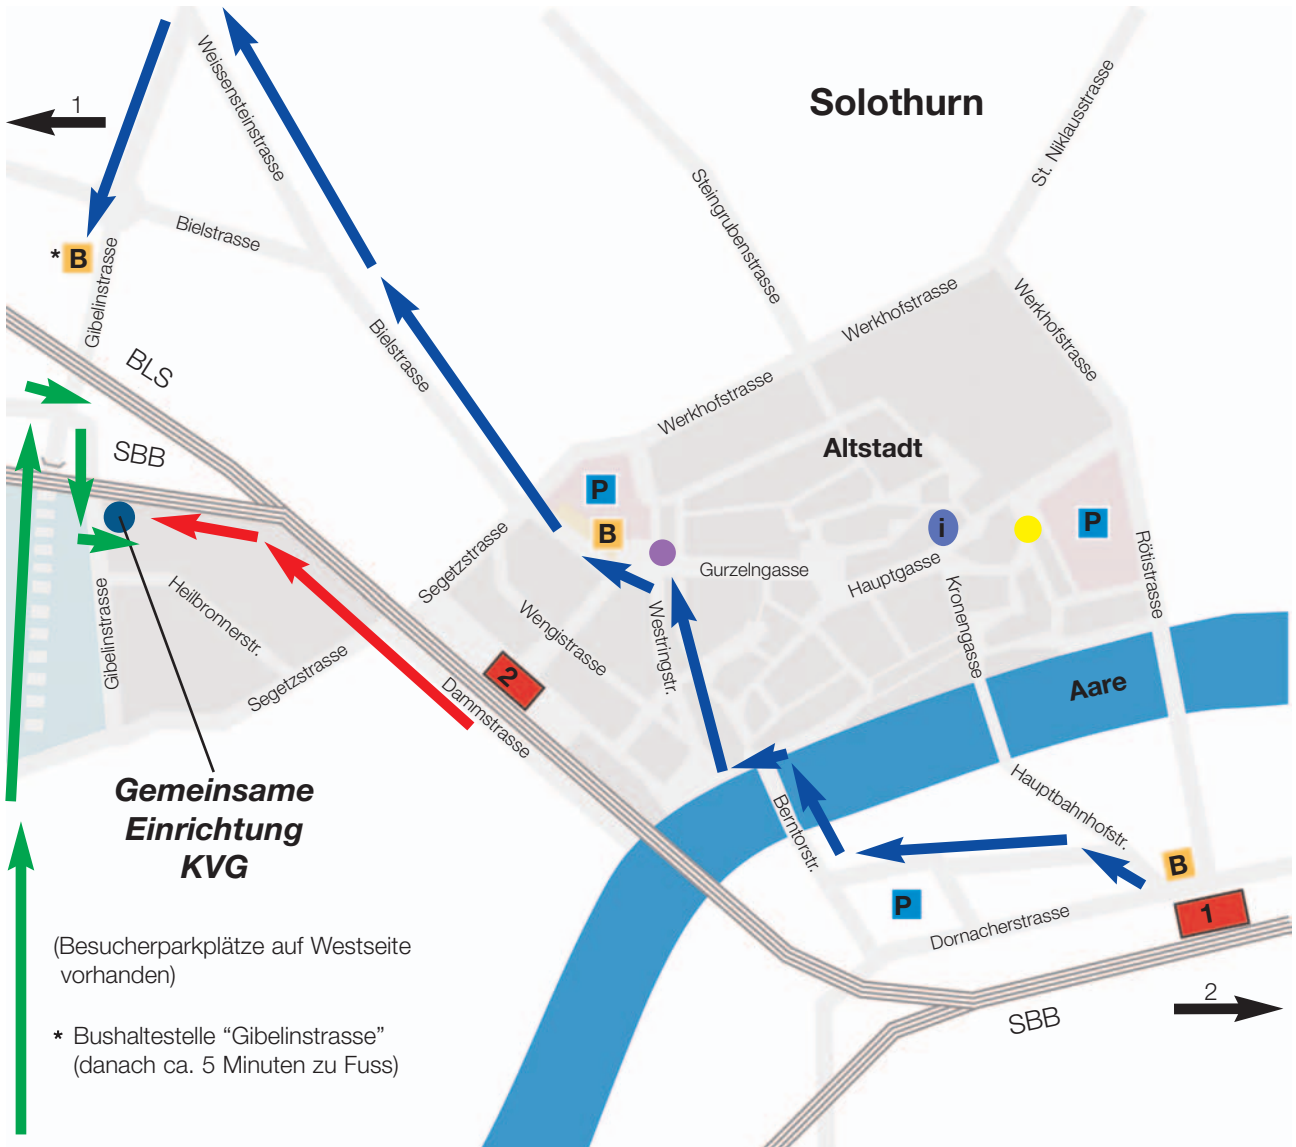 1
Weissensteinstrasse
Solothurn
St. Niklausstrasse
Steingrubenstrasse
Bielstrasse
* B
Gibelinstrasse
Werkhofstrasse
Werkhofstrasse
BLS
Bielstrasse
Werkhofstrasse
SBB
Altstadt
P
B
i
P
Segetzstrasse
Gurzelngasse
Hauptgasse
Rötistrasse
Gibelinstrasse
Heilbronnerstr.
Wengistrasse
Westringstr.
Kronengasse
Segetzstrasse
2
Dammstrasse
Aare
Gemeinsame
Einrichtung
KVG
Berntorstr.
Hauptbahnhofstr.
B
P
1
Dornacherstrasse
(Besucherparkplätze auf Westseite
vorhanden)
2
SBB
* Bushaltestelle “Gibelinstrasse”
(danach ca. 5 Minuten zu Fuss)